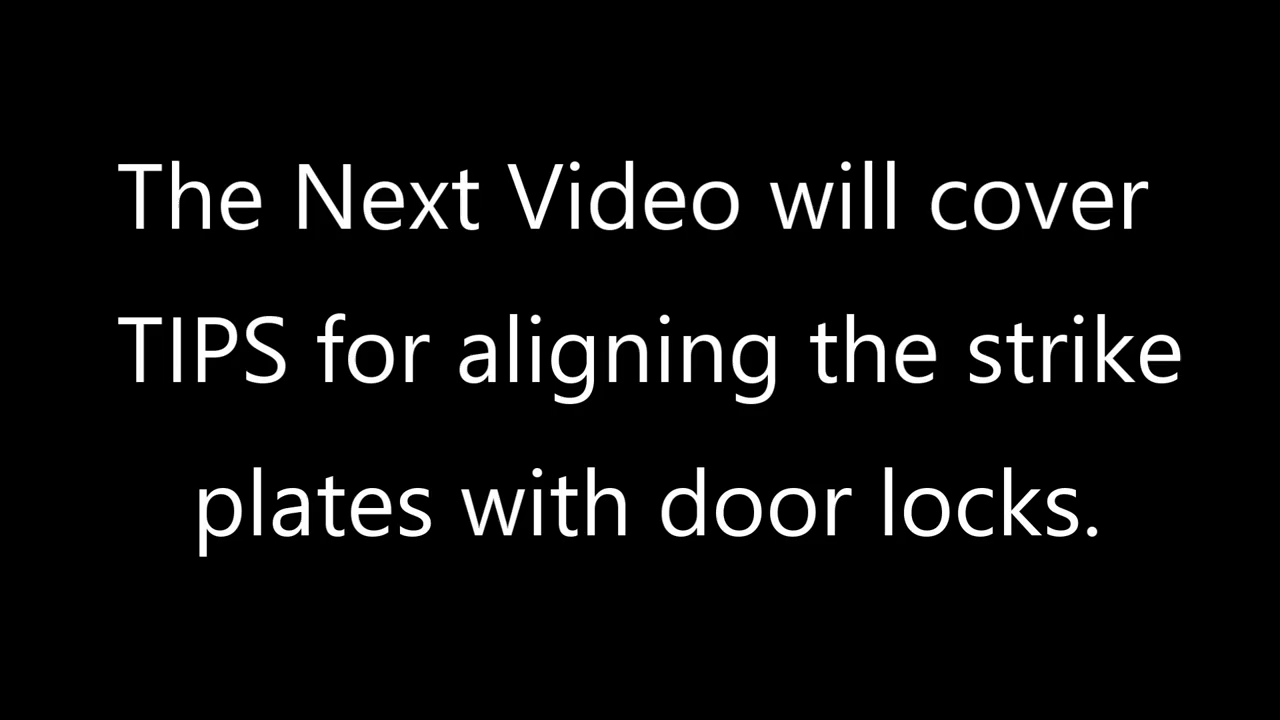 The Next Video will cover
TIPS for aligning the strike
plates with door locks.